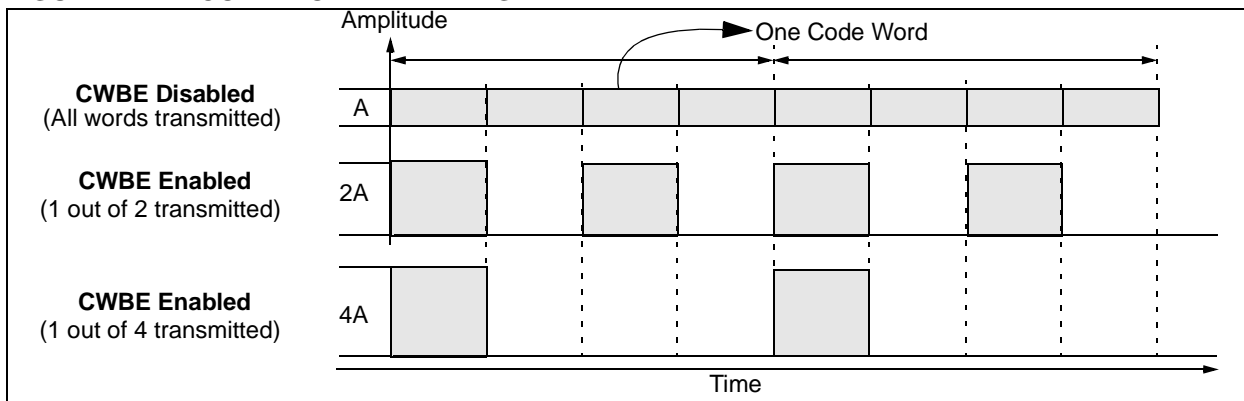 Amplitude
One Code Word
CWBE Disabled
(All words transmitted)
A
CWBE Enabled
(1 out of 2 transmitted)
2A
CWBE Enabled
(1 out of 4 transmitted)
4A
Time